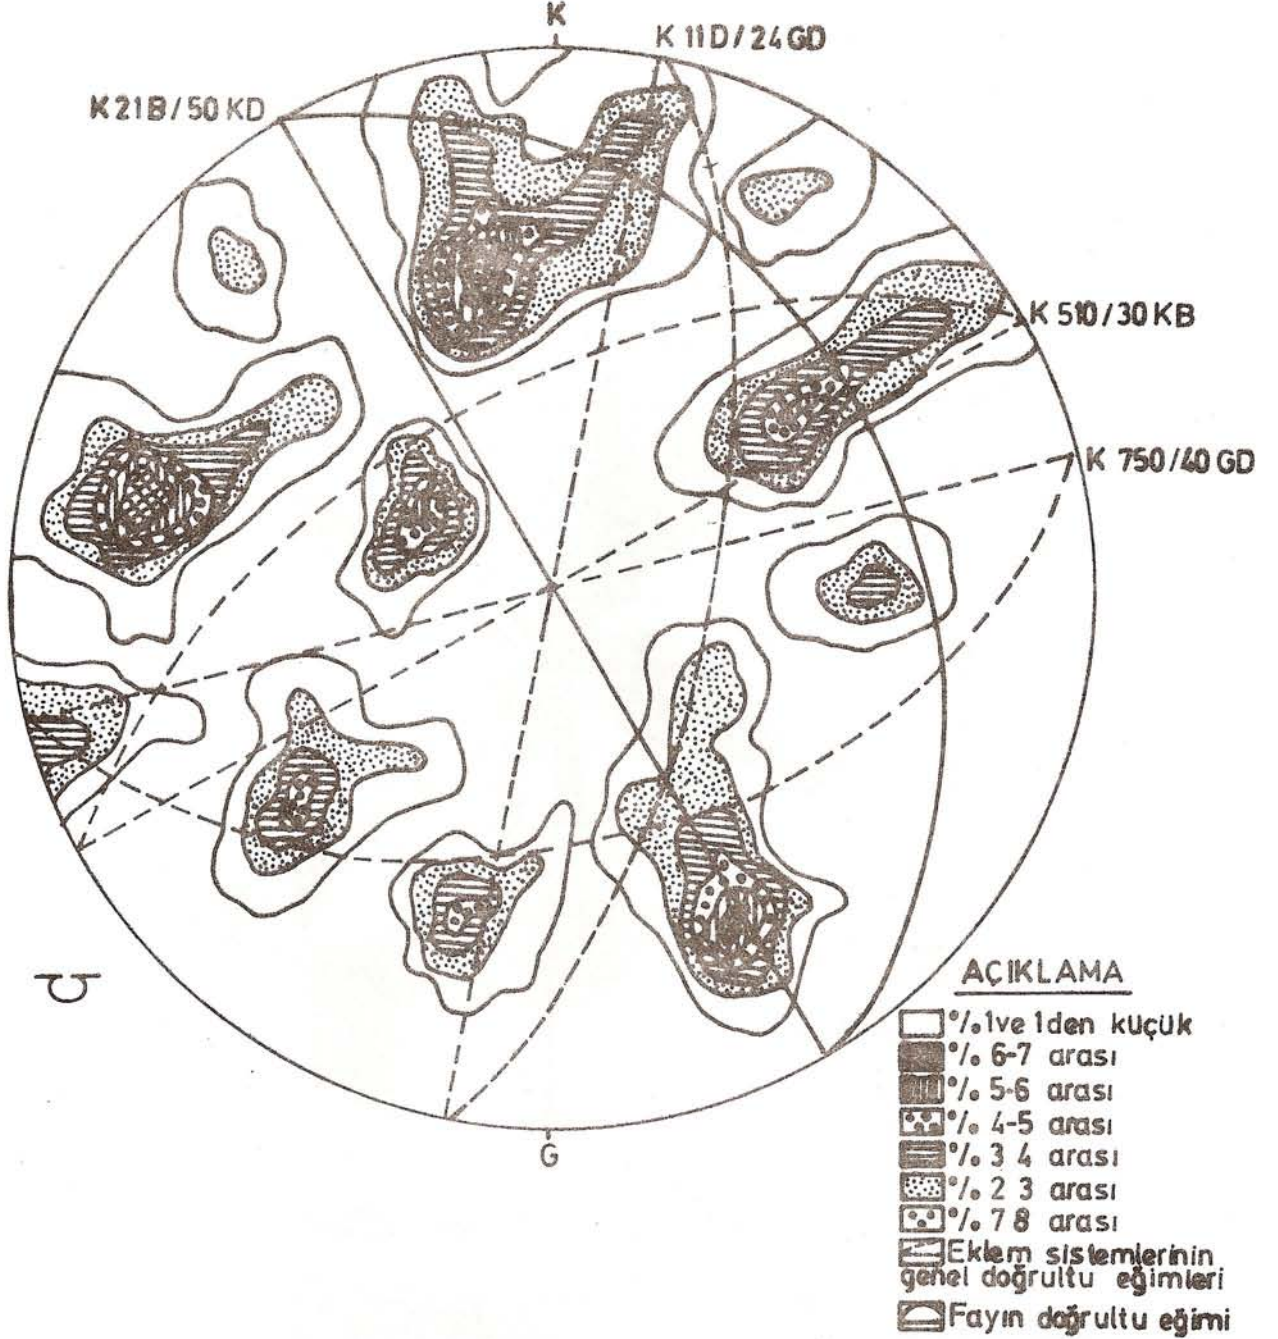 K
K 11D/24GD
K21B/50KD
K 510/30KB
K 750/40GD
d
G
AÇIKLAMA
%1ve 1den küçük
% 6-7 arası
% 5-6 arası
% 4-5 arası
% 3 4 arası
% 2 3 arası
% 7 8 arası
Eklem sistemlerinin
genel doğrultu eğimleri
Fayın doğrultu eğimi